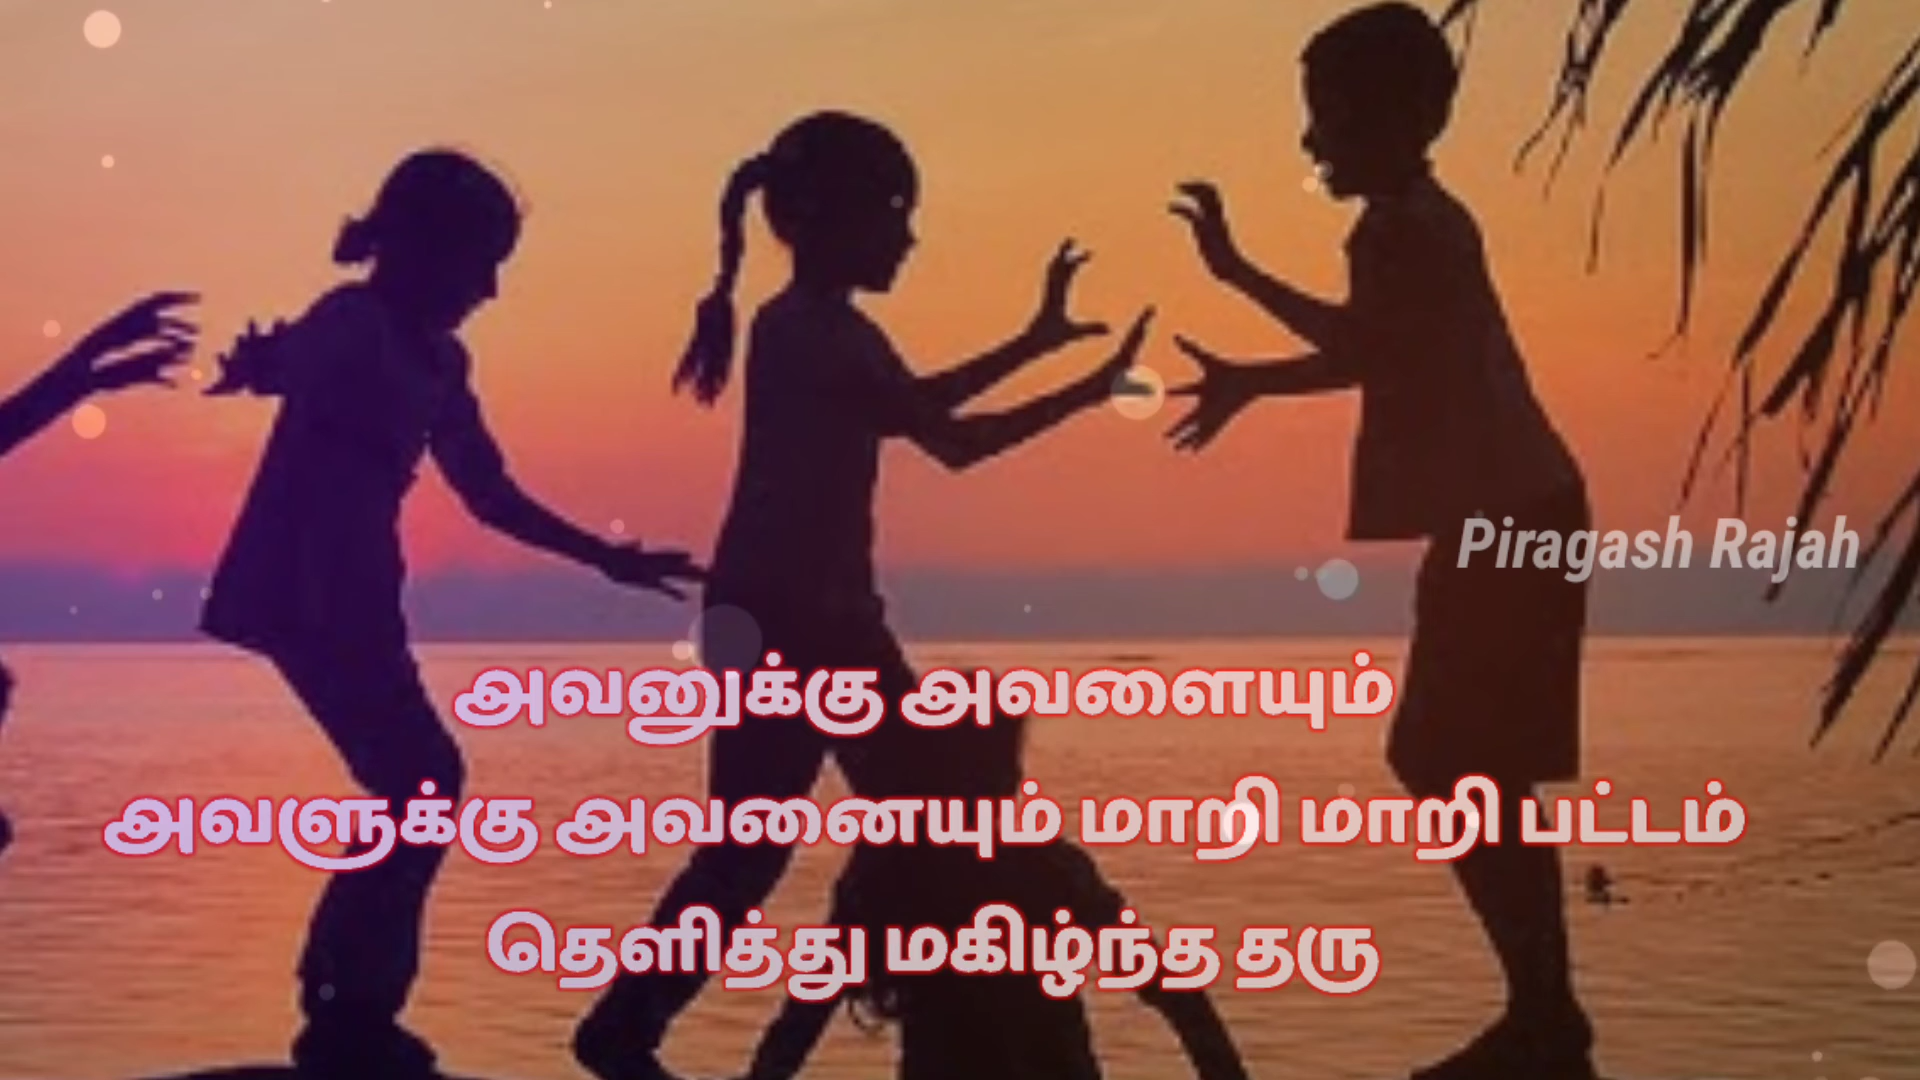 Piragash Rajah
அவனுக்கு அவளையும்
அவளுக்கு அவனையும் மாறி மாறி பட்டம்
தெளித்து மகிழ்ந்த தரு